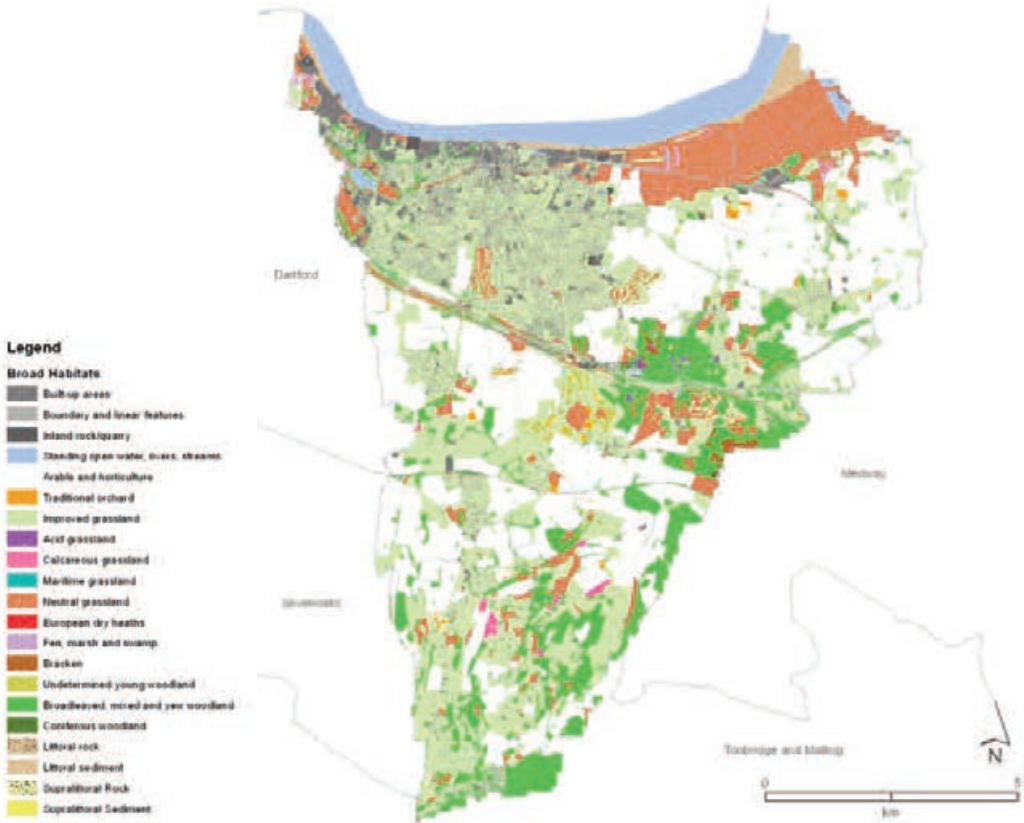 Dartford
Legend
Broad Habitats
Built-up areas
Boundary and linear features
Inland rock/quarry
Standing open water, rivers, streams
Arable and horticulture
Traditional orchard
Improved grassland
Acid grassland
Calcareous grassland
Maritime grassland
Neutral grassland
European dry heaths
Fen, marsh and swamp
Bracken
Undetermined young woodland
Broadleaved, mixed and yew woodland
Coniferous woodland
Littoral rock
Littoral sediment
Supralittoral Rock
Supralittoral Sediment
Medway
Sevenoaks
Tonbridge and Malling
N
0 5
km